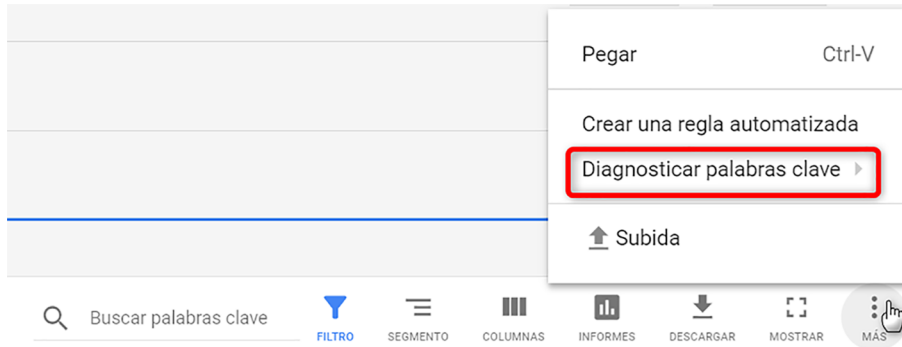 Pegar Ctrl-V
Crear una regla automatizada
Diagnosticar palabras clave
Subida
Buscar palabras clave
FILTRO SEGMENTO COLUMNAS INFORMES DESCARGAR MOSTRAR MÁS